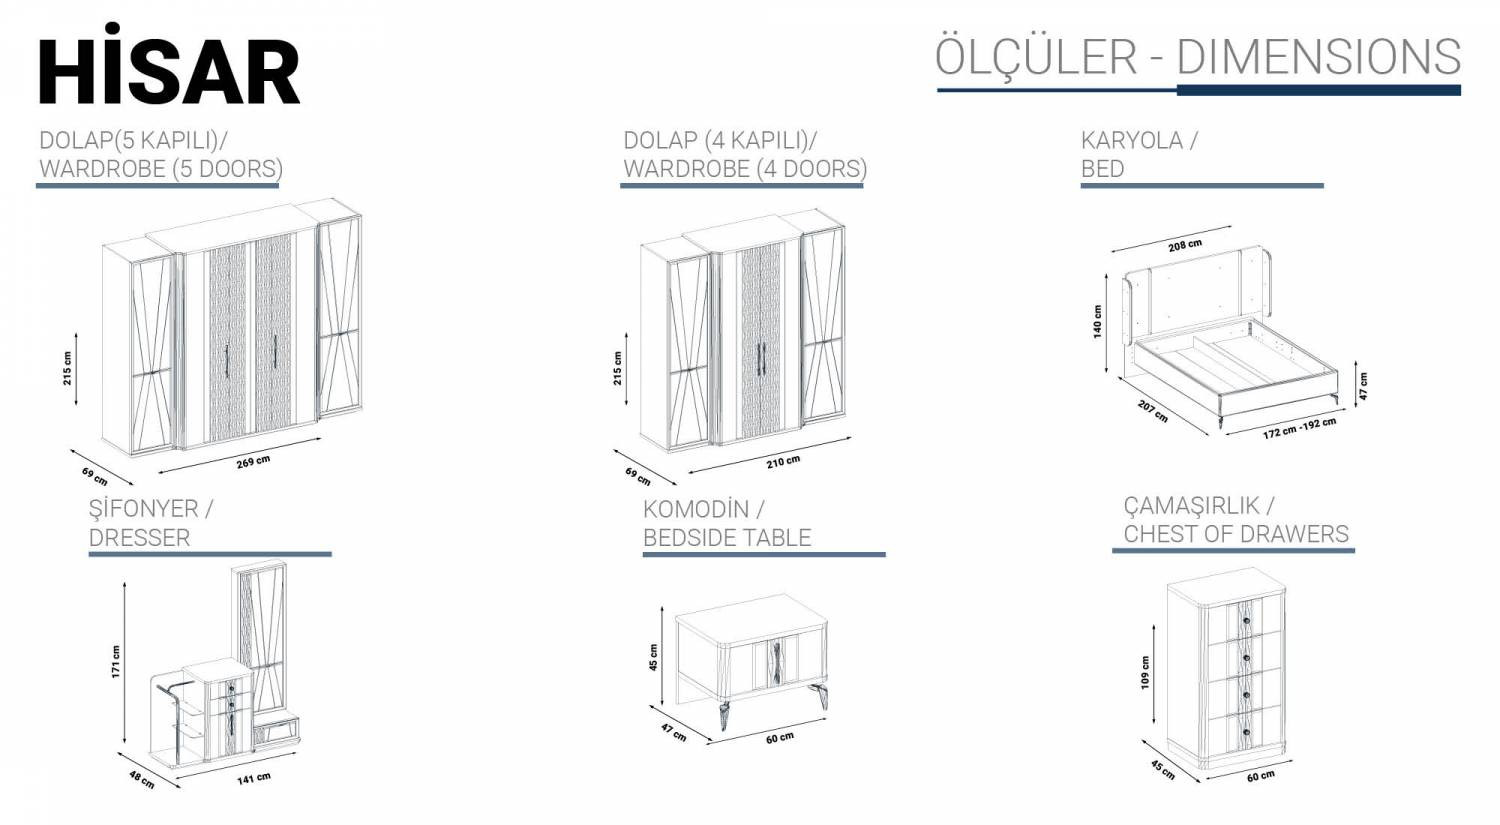 HİSAR
ÖLÇÜLER - DIMENSIONS
DOLAP(5 KAPILI)/
WARDROBE (5 DOORS)
215 cm
69 cm
269 cm
DOLAP (4 KAPILI)/
WARDROBE (4 DOORS)
215 cm
69 cm
210 cm
KARYOLA /
BED
208 cm
140 cm
207 cm
172 cm -192 cm
47 cm
ŞİFONYER /
DRESSER
171 cm
48 cm
141 cm
KOMODİN /
BEDSIDE TABLE
45 cm
47 cm
60 cm
ÇAMAŞIRLIK /
CHEST OF DRAWERS
109 cm
45 cm
60 cm